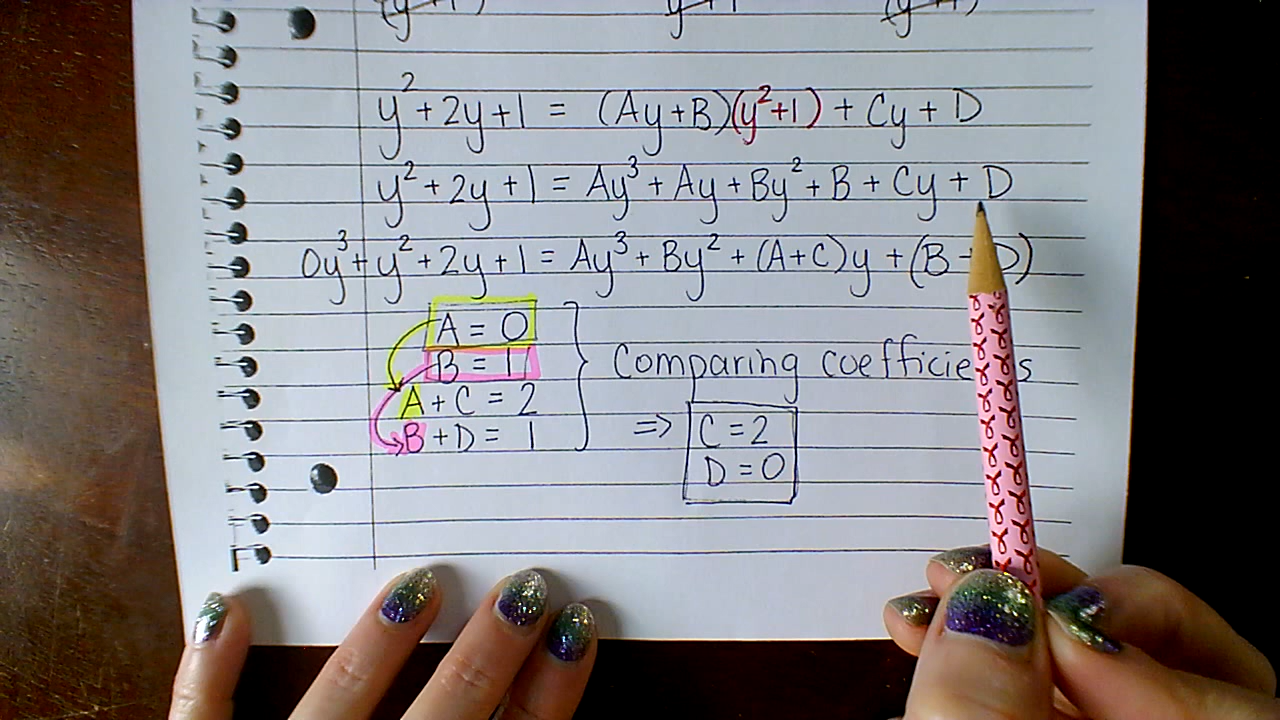 y² + 2y + 1 = (Ay + B)(y² + 1) + Cy + D
y² + 2y + 1 = Ay³ + Ay + By² + B + Cy + D
0y³ + y² + 2y + 1 = Ay³ + By² + (A + C)y + (B + D)
A = 0
B = 1
A + C = 2
B + D = 1
Comparing coefficients
⇒ C = 2
D = 0